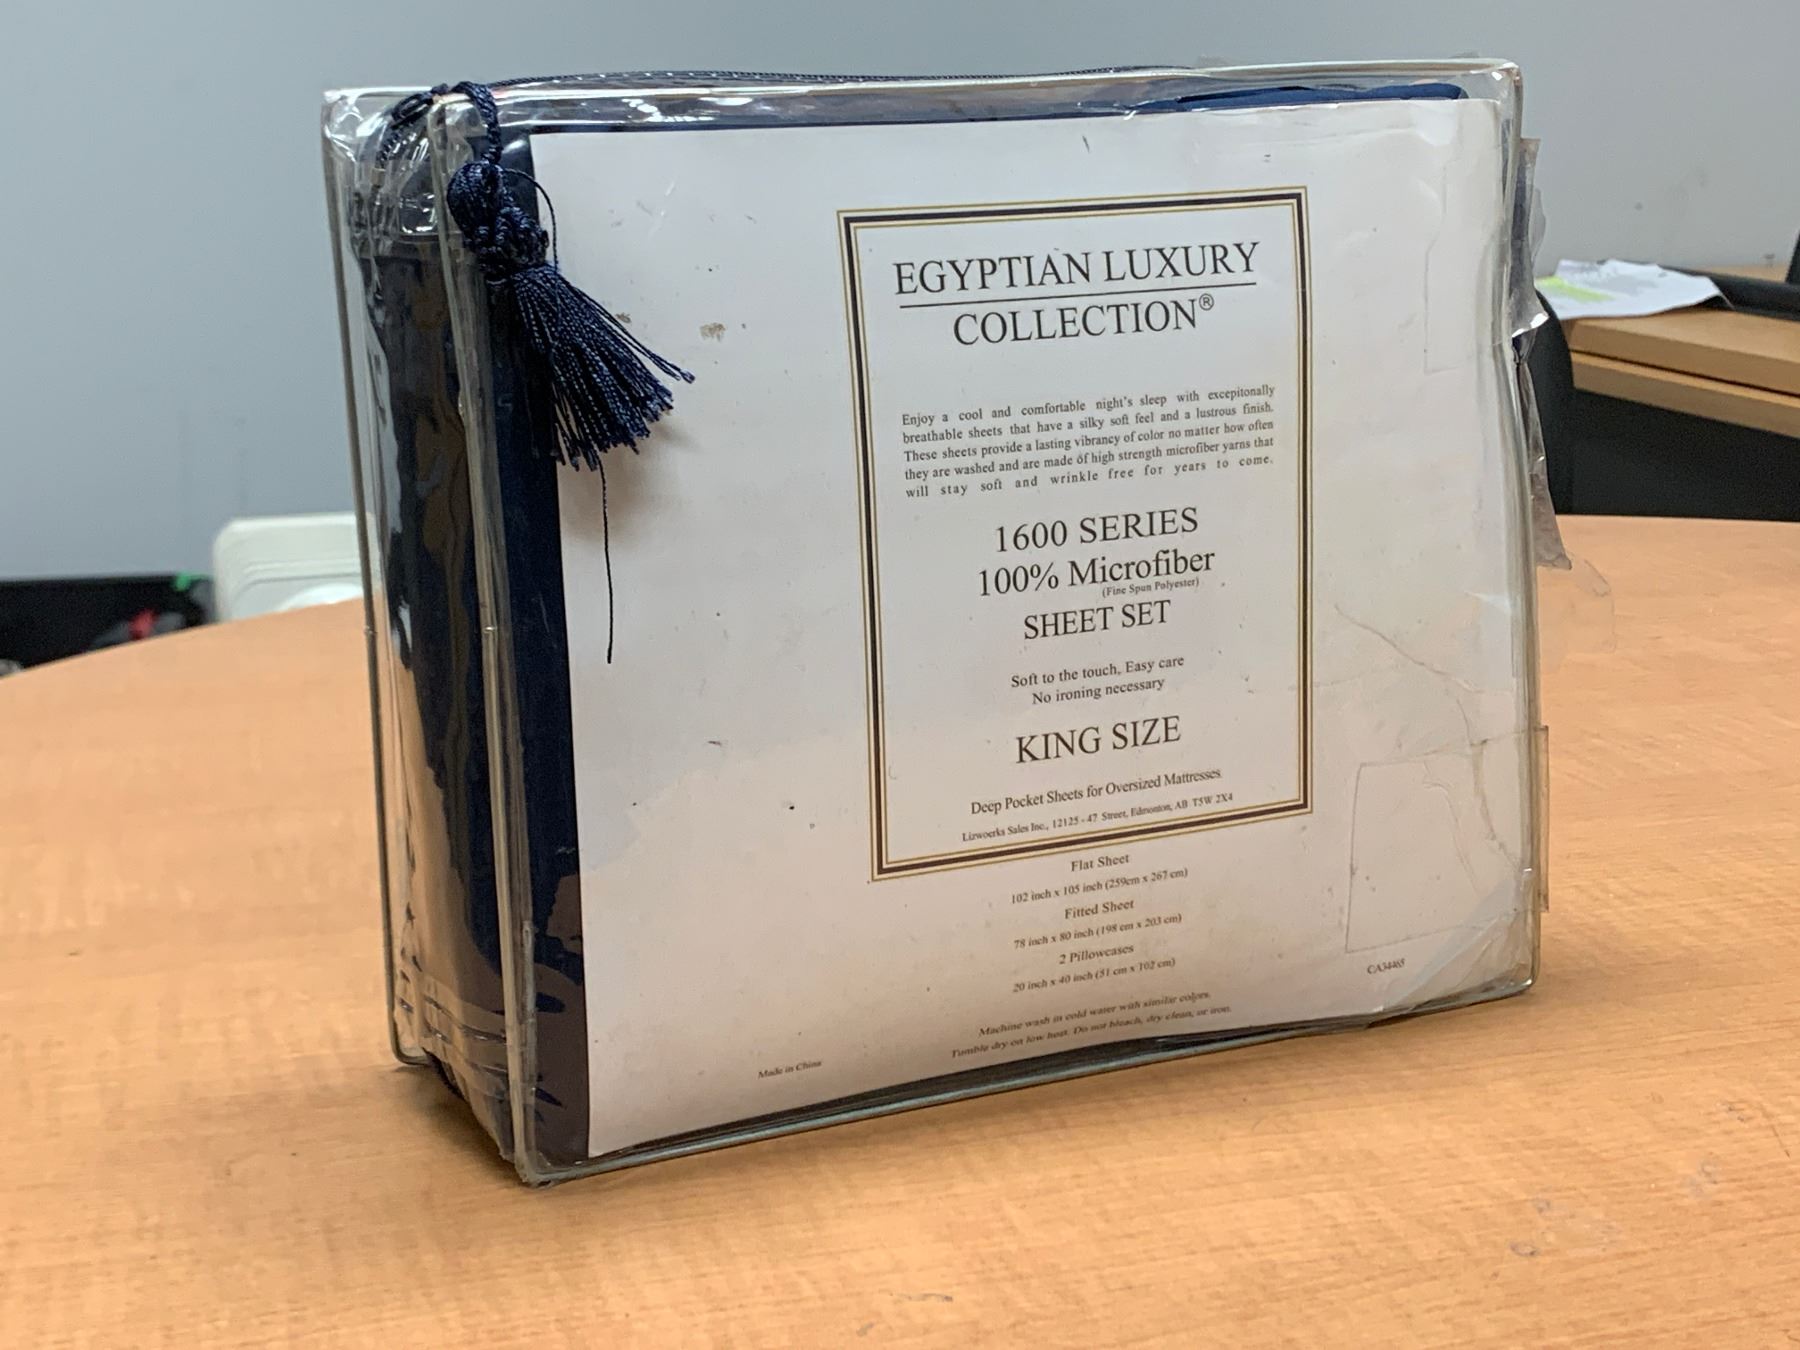 EGYPTIAN LUXURY
COLLECTION®
Enjoy a cool and comfortable night's sleep with excepitonally
breathable sheets that have a silky soft feel and a lustrous finish.
These sheets provide a lasting vibrancy of color no matter how often
they are washed and are made of high strength microfiber yarns that
will stay soft and wrinkle free for years to come.
1600 SERIES
100% Microfiber
(Fine Spun Polyester)
SHEET SET
Soft to the touch, Easy care
No ironing necessary
KING SIZE
Deep Pocket Sheets for Oversized Mattresses
Lizwoerks Sales Inc., 12125 - 47 Street, Edmonton, AB T5W 2X4
Flat Sheet
102 inch x 105 inch (259cm x 267 cm)
Fitted Sheet
78 inch x 80 inch (198 cm x 203 cm)
2 Pillowcases
20 inch x 40 inch (51 cm x 102 cm)
CA34465
Machine wash in cold water with similar colors.
Tumble dry on low heat. Do not bleach, dry clean, or iron.
Made in China